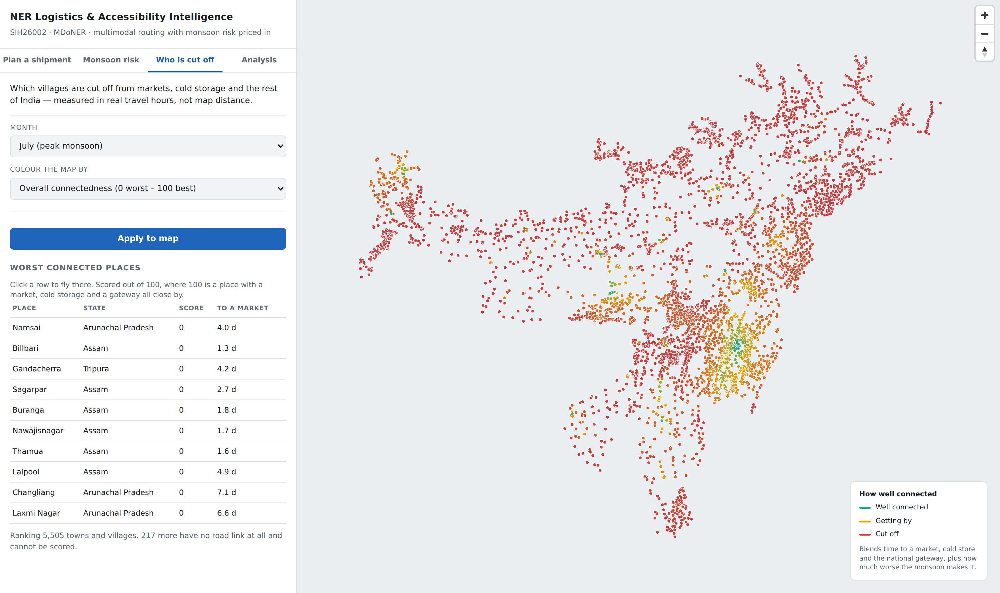 NER Logistics & Accessibility Intelligence
SIH26002 · MDoNER · multimodal routing with monsoon risk priced in
Plan a shipment
Monsoon risk
Who is cut off
Analysis
Which villages are cut off from markets, cold storage and the rest
of India — measured in real travel hours, not map distance.
MONTH
July (peak monsoon)
COLOUR THE MAP BY
Overall connectedness (0 worst – 100 best)
Apply to map
WORST CONNECTED PLACES
Click a row to fly there. Scored out of 100, where 100 is a place with a
market, cold storage and a gateway all close by.
PLACE STATE SCORE TO A MARKET
Namsai Arunachal Pradesh 0 4.0 d
Billbari Assam 0 1.3 d
Gandacherra Tripura 0 4.2 d
Sagarpar Assam 0 2.7 d
Buranga Assam 0 1.8 d
Nawājisnagar Assam 0 1.7 d
Thamua Assam 0 1.6 d
Lalpool Assam 0 4.9 d
Changliang Arunachal Pradesh 0 7.1 d
Laxmi Nagar Arunachal Pradesh 0 6.6 d
Ranking 5,505 towns and villages. 217 more have no road link at all and
cannot be scored.
How well connected
Well connected
Getting by
Cut off
Blends time to a market, cold store
and the national gateway, plus how
much worse the monsoon makes it.